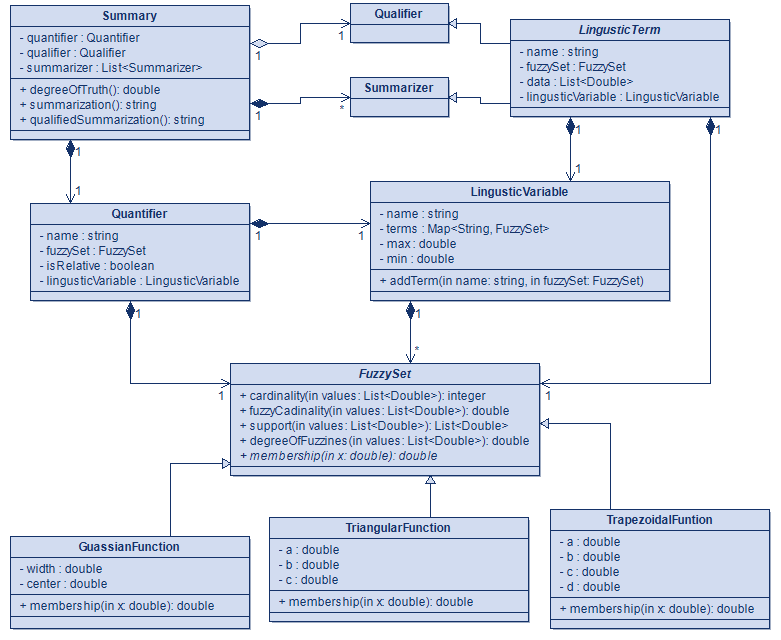 Summary
- quantifier : Quantifier
- qualifier : Qualifier
- summarizer : List<Summarizer>
+ degreeOfTruth(): double
+ summarization(): string
+ qualifiedSummarization(): string
1
1
Qualifier
1
Summarizer
*
LingusticTerm
- name : string
- fuzzySet : FuzzySet
- data : List<Double>
- lingusticVariable : LingusticVariable
1
1
1
1
1
Quantifier
- name : string
- fuzzySet : FuzzySet
- isRelative : boolean
- lingusticVariable : LingusticVariable
1
1
LingusticVariable
- name : string
- terms : Map<String, FuzzySet>
- max : double
- min : double
+ addTerm(in name: string, in fuzzySet: FuzzySet)
1
1
*
FuzzySet
+ cardinality(in values: List<Double>): integer
+ fuzzyCadinality(in values: List<Double>): double
+ support(in values: List<Double>): List<Double>
+ degreeOfFuzzines(in values: List<Double>): double
+ membership(in x: double): double
1
1
GuassianFunction
- width : double
- center : double
+ membership(in x: double): double
TriangularFunction
- a : double
- b : double
- c : double
+ membership(in x: double): double
TrapezoidalFuntion
- a : double
- b : double
- c : double
- d : double
+ membership(in x: double): double